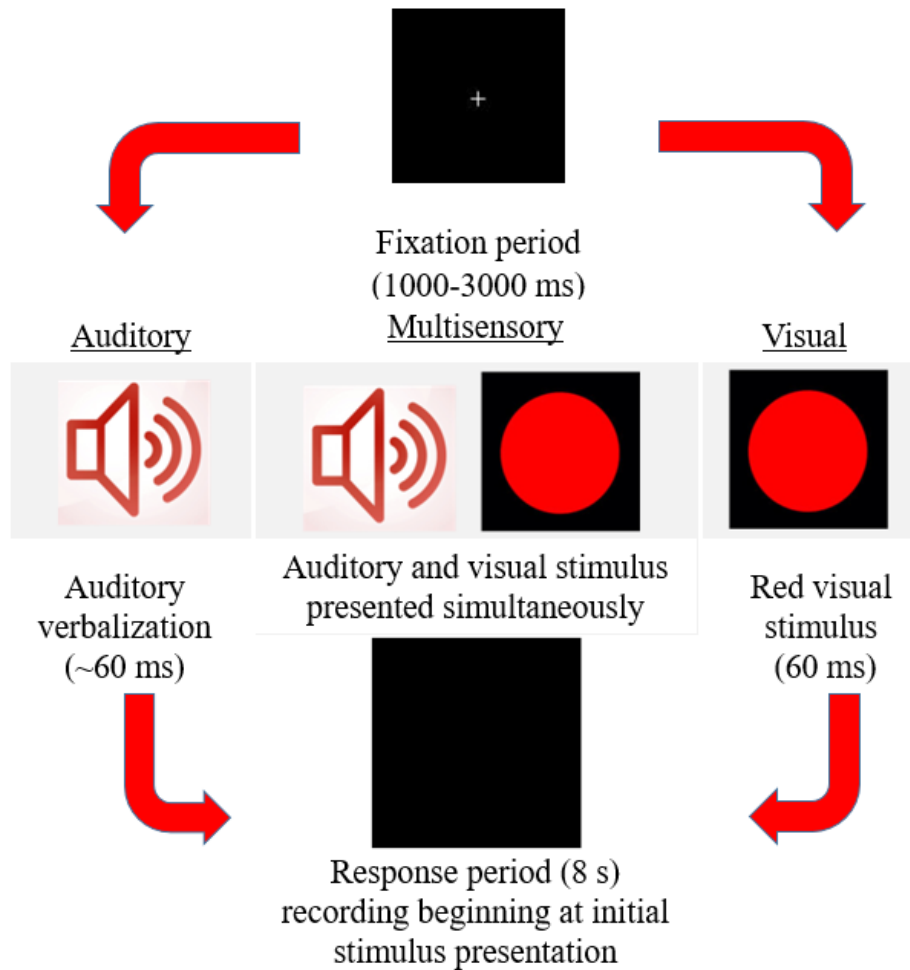 Fixation period
(1000-3000 ms)
Auditory
Multisensory
Visual
Auditory
verbalization
(~60 ms)
Auditory and visual stimulus
presented simultaneously
Red visual
stimulus
(60 ms)
Response period (8 s)
recording beginning at initial
stimulus presentation